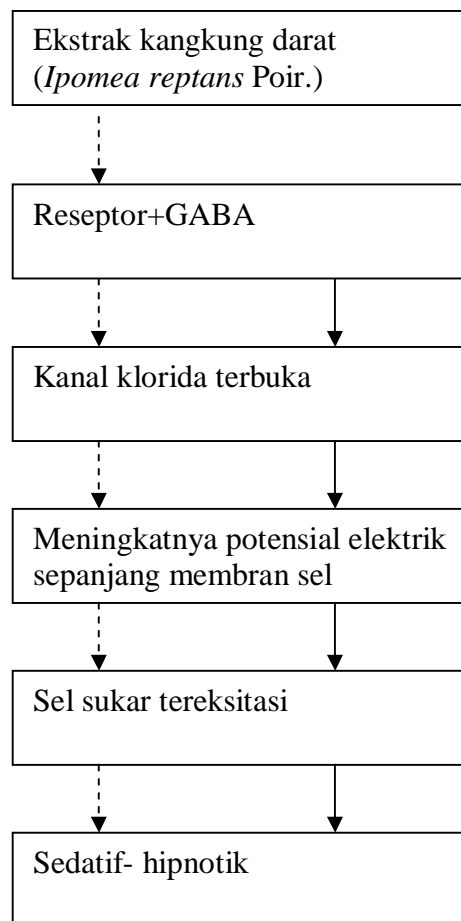 Ekstrak kangkung darat
(Ipomea reptans Poir.)
Reseptor+GABA
Kanal klorida terbuka
Meningkatnya potensial elektrik
sepanjang membran sel
Sel sukar tereksitasi
Sedatif- hipnotik